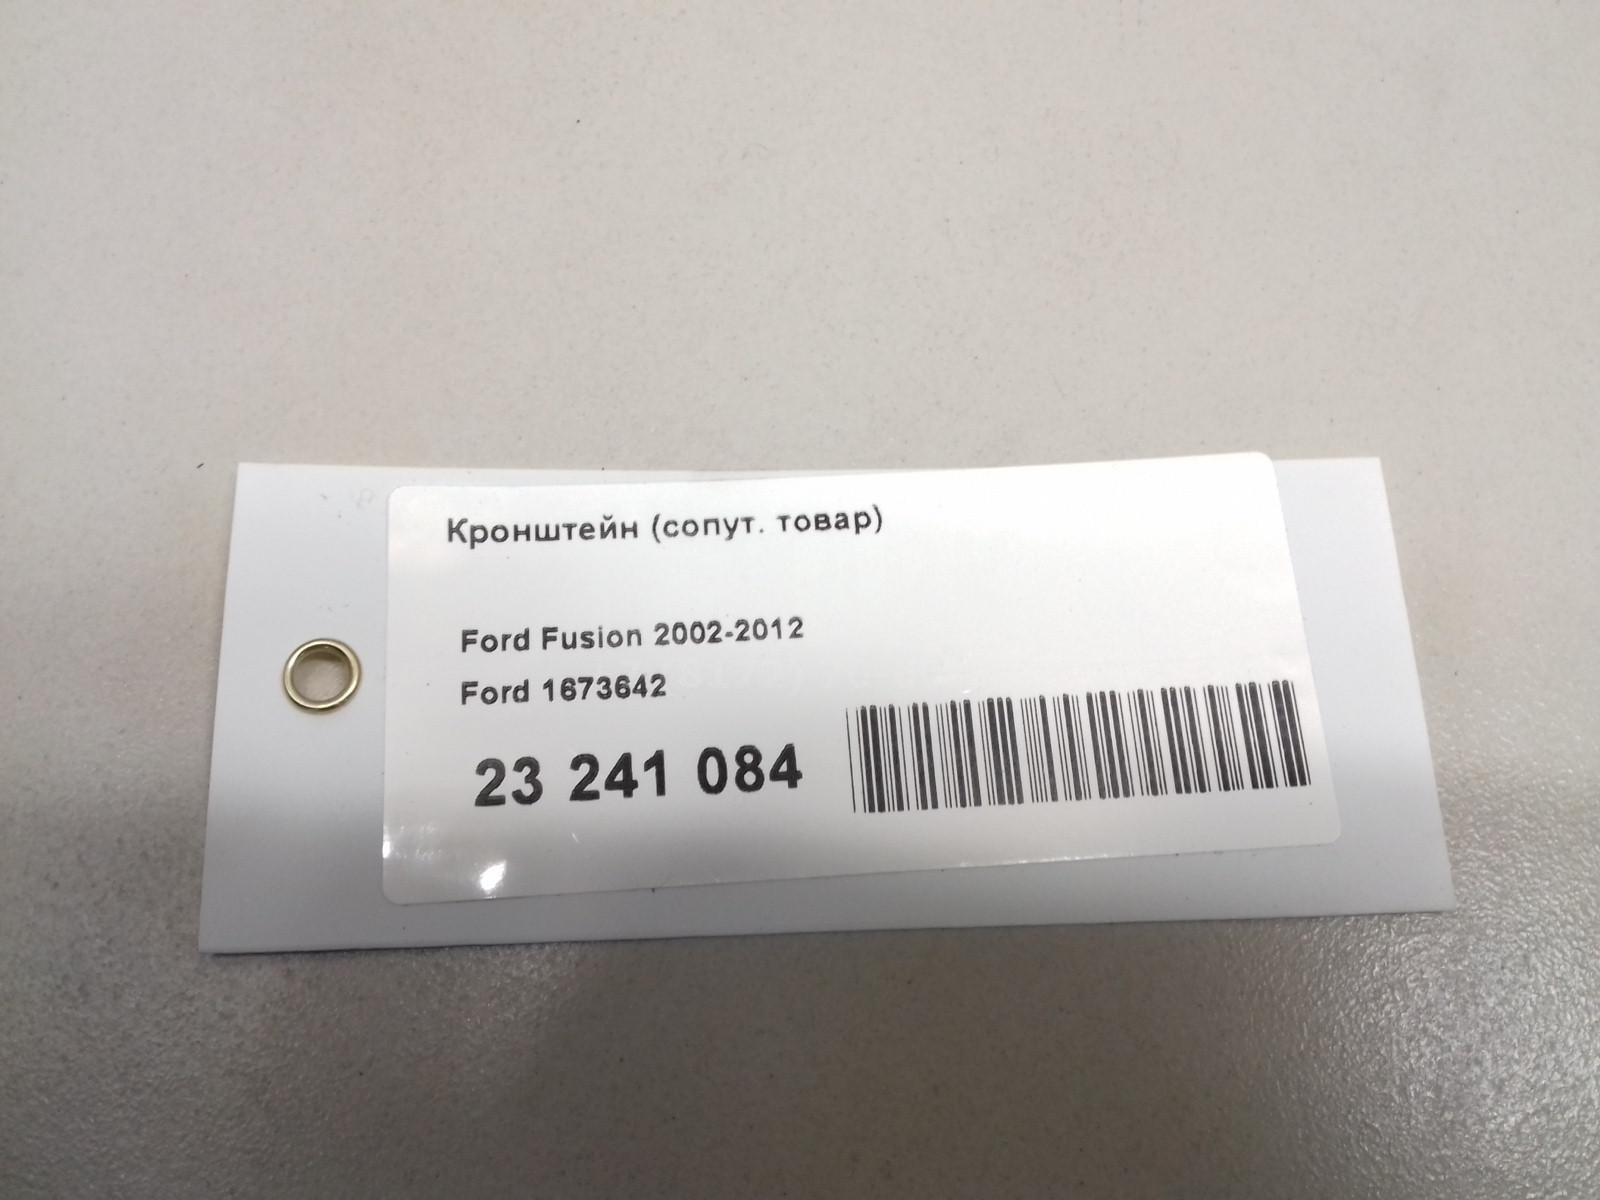 Кронштейн (сопут. товар)
Ford Fusion 2002-2012
Ford 1673642
23 241 084